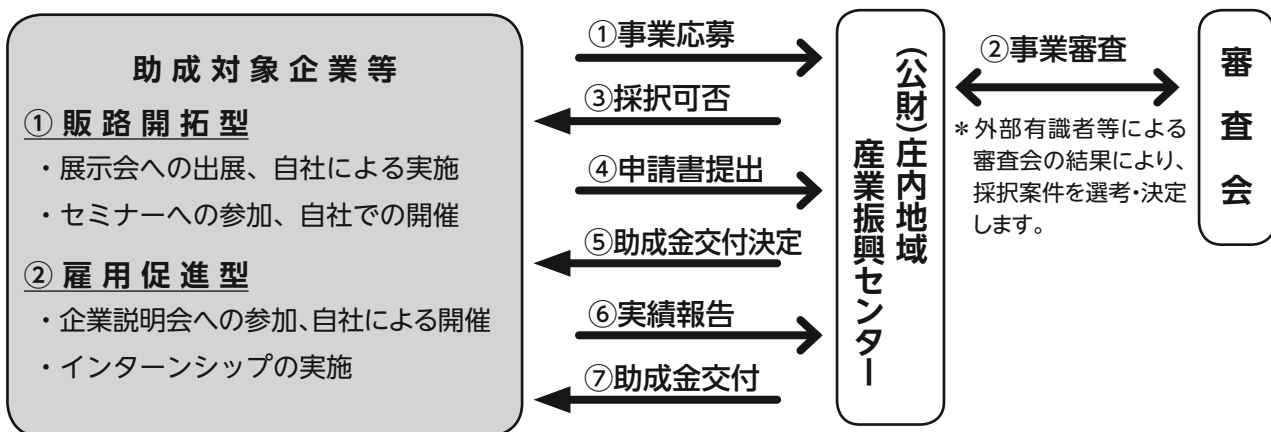 助成対象企業等
①販路開拓型
・展示会への出展、自社による実施
・セミナーへの参加、自社での開催
②雇用促進型
・企業説明会への参加、自社による開催
・インターンシップの実施
①事業応募
③採択可否
④申請書提出
⑤助成金交付決定
⑥実績報告
⑦助成金交付
(公財)庄内地域
産業振興センター
②事業審査
＊外部有識者等による
審査会の結果により、
採択案件を選考・決定
します。
審査会